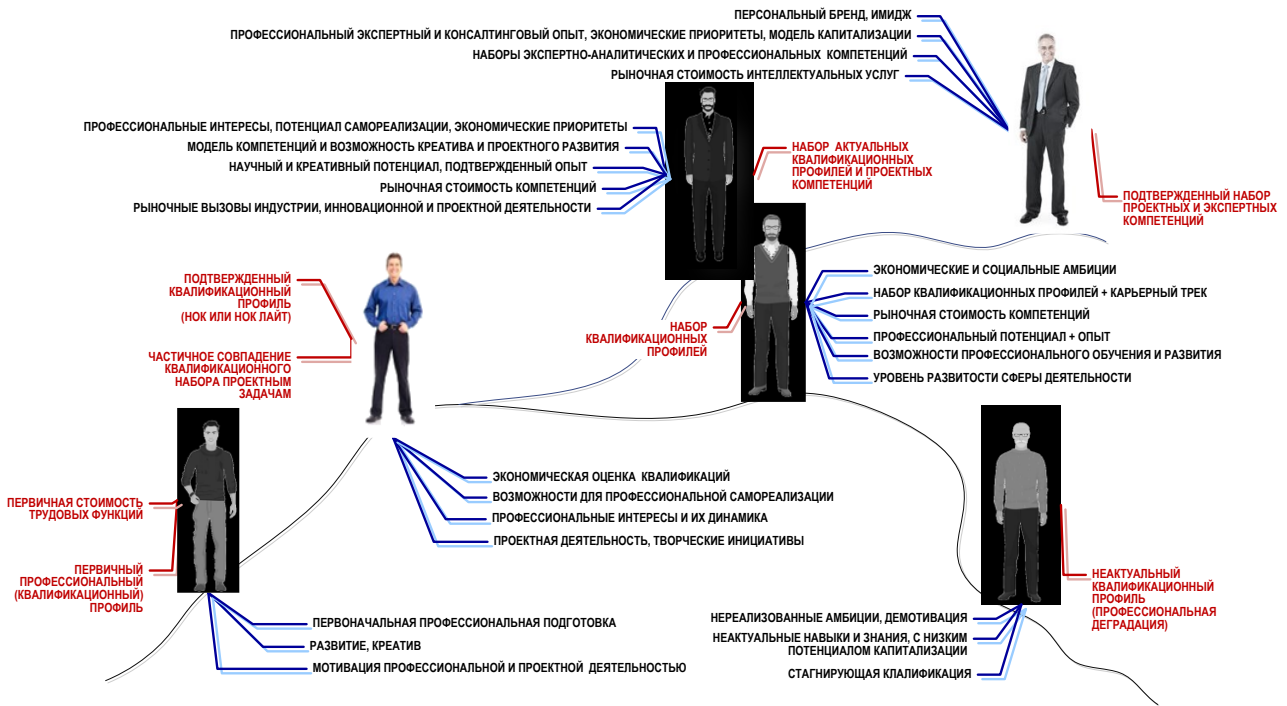 ПЕРСОНАЛЬНЫЙ БРЕНД, ИМИДЖ
ПРОФЕССИОНАЛЬНЫЙ ЭКСПЕРТНЫЙ И КОНСАЛТИНГОВЫЙ ОПЫТ, ЭКОНОМИЧЕСКИЕ ПРИОРИТЕТЫ, МОДЕЛЬ КАПИТАЛИЗАЦИИ
НАБОРЫ ЭКСПЕРТНО-АНАЛИТИЧЕСКИХ И ПРОФЕССИОНАЛЬНЫХ КОМПЕТЕНЦИЙ
РЫНОЧНАЯ СТОИМОСТЬ ИНТЕЛЛЕКТУАЛЬНЫХ УСЛУГ
ПРОФЕССИОНАЛЬНЫЕ ИНТЕРЕСЫ, ПОТЕНЦИАЛ САМОРЕАЛИЗАЦИИ, ЭКОНОМИЧЕСКИЕ ПРИОРИТЕТЫ
МОДЕЛЬ КОМПЕТЕНЦИЙ И ВОЗМОЖНОСТЬ КРЕАТИВА И ПРОЕКТНОГО РАЗВИТИЯ
НАУЧНЫЙ И КРЕАТИВНЫЙ ПОТЕНЦИАЛ, ПОДТВЕРЖДЕННЫЙ ОПЫТ
РЫНОЧНАЯ СТОИМОСТЬ КОМПЕТЕНЦИЙ
РЫНОЧНЫЕ ВЫЗОВЫ ИНДУСТРИИ, ИННОВАЦИОННОЙ И ПРОЕКТНОЙ ДЕЯТЕЛЬНОСТИ
НАБОР АКТУАЛЬНЫХ
КВАЛИФИКАЦИОННЫХ
ПРОФИЛЕЙ И ПРОЕКТНЫХ
КОМПЕТЕНЦИЙ
ПОДТВЕРЖДЕННЫЙ НАБОР
ПРОЕКТНЫХ И ЭКСПЕРТНЫХ
КОМПЕТЕНЦИЙ
ПОДТВЕРЖДЕННЫЙ
КВАЛИФИКАЦИОННЫЙ
ПРОФИЛЬ
(НОК ИЛИ НОК ЛАЙТ)
ЧАСТИЧНОЕ СОВПАДЕНИЕ
КВАЛИФИКАЦИОННОГО
НАБОРА ПРОЕКТНЫМ
ЗАДАЧАМ
НАБОР
КВАЛИФИКАЦИОННЫХ
ПРОФИЛЕЙ
ЭКОНОМИЧЕСКИЕ И СОЦИАЛЬНЫЕ АМБИЦИИ
НАБОР КВАЛИФИКАЦИОННЫХ ПРОФИЛЕЙ + КАРЬЕРНЫЙ ТРЕК
РЫНОЧНАЯ СТОИМОСТЬ КОМПЕТЕНЦИЙ
ПРОФЕССИОНАЛЬНЫЙ ПОТЕНЦИАЛ + ОПЫТ
ВОЗМОЖНОСТИ ПРОФЕССИОНАЛЬНОГО ОБУЧЕНИЯ И РАЗВИТИЯ
УРОВЕНЬ РАЗВИТОСТИ СФЕРЫ ДЕЯТЕЛЬНОСТИ
ЭКОНОМИЧЕСКАЯ ОЦЕНКА КВАЛИФИКАЦИЙ
ВОЗМОЖНОСТИ ДЛЯ ПРОФЕССИОНАЛЬНОЙ САМОРЕАЛИЗАЦИИ
ПРОФЕССИОНАЛЬНЫЕ ИНТЕРЕСЫ И ИХ ДИНАМИКА
ПРОЕКТНАЯ ДЕЯТЕЛЬНОСТЬ, ТВОРЧЕСКИЕ ИНИЦИАТИВЫ
ПЕРВИЧНАЯ СТОИМОСТЬ
ТРУДОВЫХ ФУНКЦИЙ
ПЕРВИЧНЫЙ
ПРОФЕССИОНАЛЬНЫЙ
(КВАЛИФИКАЦИОННЫЙ)
ПРОФИЛЬ
ПЕРВОНАЧАЛЬНАЯ ПРОФЕССИОНАЛЬНАЯ ПОДГОТОВКА
РАЗВИТИЕ, КРЕАТИВ
МОТИВАЦИЯ ПРОФЕССИОНАЛЬНОЙ И ПРОЕКТНОЙ ДЕЯТЕЛЬНОСТЬЮ
НЕАКТУАЛЬНЫЙ
КВАЛИФИКАЦИОННЫЙ
ПРОФИЛЬ
(ПРОФЕССИОНАЛЬНАЯ
ДЕГРАДАЦИЯ)
НЕРЕАЛИЗОВАННЫЕ АМБИЦИИ, ДЕМОТИВАЦИЯ
НЕАКТУАЛЬНЫЕ НАВЫКИ И ЗНАНИЯ, С НИЗКИМ
ПОТЕНЦИАЛОМ КАПИТАЛИЗАЦИИ
СТАГНИРУЮЩАЯ КЛАЛИФИКАЦИЯ